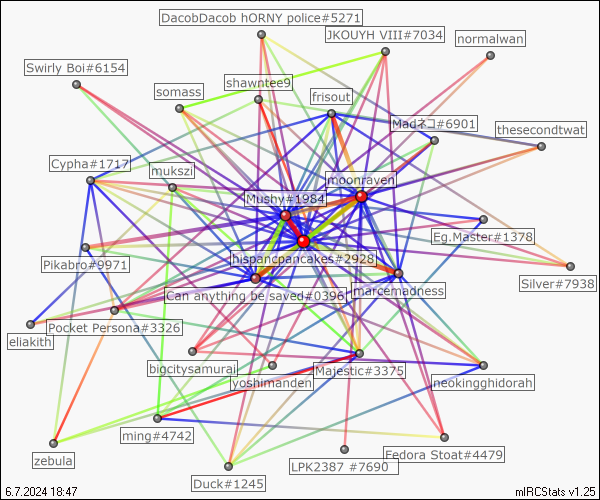 DacobDacob hORNY police#5271
JKOUYH VIII#7034
normalwan
Swirly Boi#6154
shawntee9
somass
frisout
Madネコ#6901
thesecondtwat
Cypha#1717
mukszi
moonraven
Mushy#1984
Eg.Master#1378
hispancpancakes#2928
Pikabro#9971
Silver#7938
Can anything be saved#0396
marcemadness
Pocket Persona#3326
eliakith
bigcitysamurai
Majestic#3375
yoshimanden
neokingghidorah
ming#4742
zebula
Fedora Stoat#4479
LPK2387 #7690
Duck#1245
6.7.2024 18:47
mIRCStats v1.25